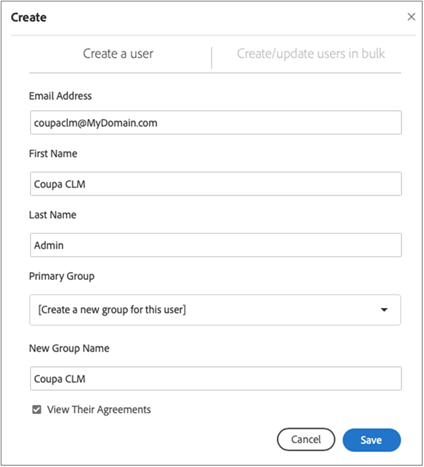 Create
Create a user
Create/update users in bulk
Email Address
coupaclm@MyDomain.com
First Name
Coupa CLM
Last Name
Admin
Primary Group
[Create a new group for this user]
New Group Name
Coupa CLM
View Their Agreements
Cancel
Save